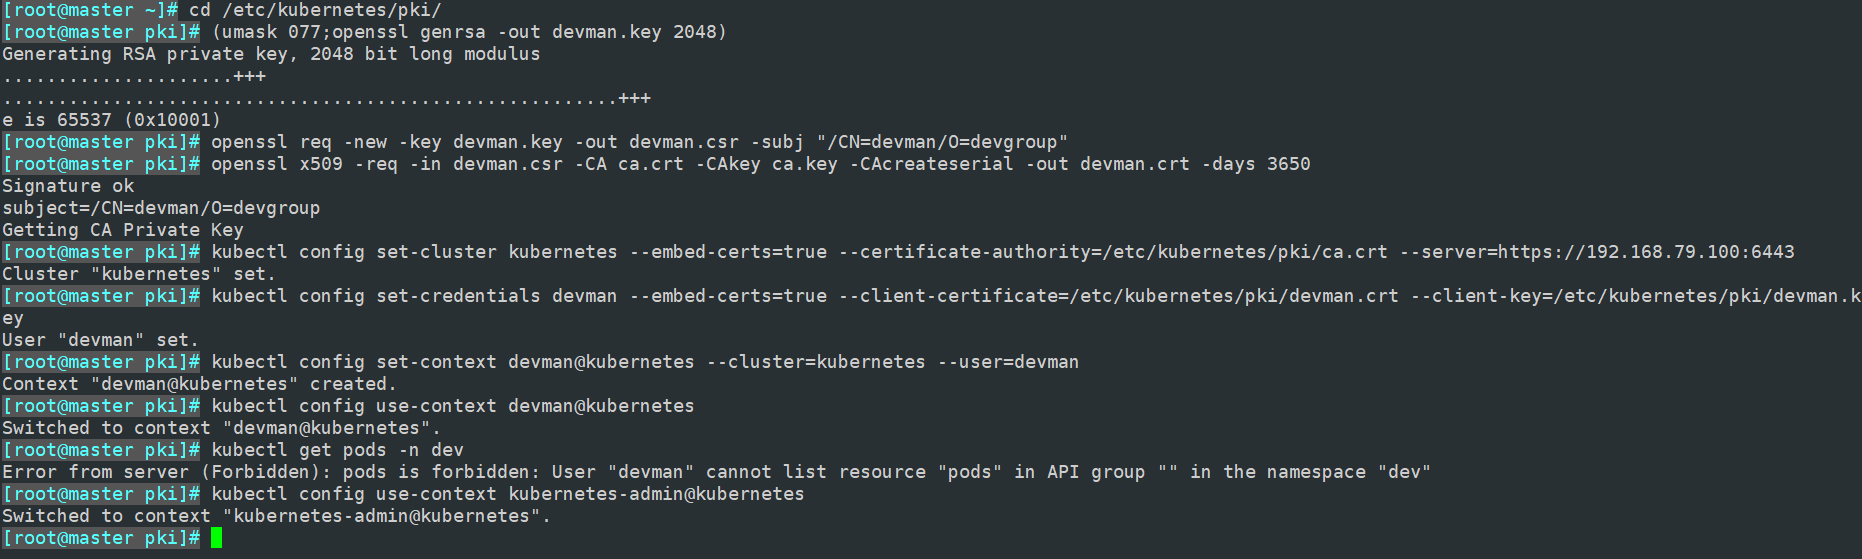 [root@master ~]# cd /etc/kubernetes/pki/
[root@master pki]# (umask 077;openssl genrsa -out devman.key 2048)
Generating RSA private key, 2048 bit long modulus
.....................+++
........................................................+++
e is 65537 (0x10001)
[root@master pki]# openssl req -new -key devman.key -out devman.csr -subj "/CN=devman/O=devgroup"
[root@master pki]# openssl x509 -req -in devman.csr -CA ca.crt -CAkey ca.key -CAcreateserial -out devman.crt -days 3650
Signature ok
subject=/CN=devman/O=devgroup
Getting CA Private Key
[root@master pki]# kubectl config set-cluster kubernetes --embed-certs=true --certificate-authority=/etc/kubernetes/pki/ca.crt --server=https://192.168.79.100:6443
Cluster "kubernetes" set.
[root@master pki]# kubectl config set-credentials devman --embed-certs=true --client-certificate=/etc/kubernetes/pki/devman.crt --client-key=/etc/kubernetes/pki/devman.k
ey
User "devman" set.
[root@master pki]# kubectl config set-context devman@kubernetes --cluster=kubernetes --user=devman
Context "devman@kubernetes" created.
[root@master pki]# kubectl config use-context devman@kubernetes
Switched to context "devman@kubernetes".
[root@master pki]# kubectl get pods -n dev
Error from server (Forbidden): pods is forbidden: User "devman" cannot list resource "pods" in API group "" in the namespace "dev"
[root@master pki]# kubectl config use-context kubernetes-admin@kubernetes
Switched to context "kubernetes-admin@kubernetes".
[root@master pki]#